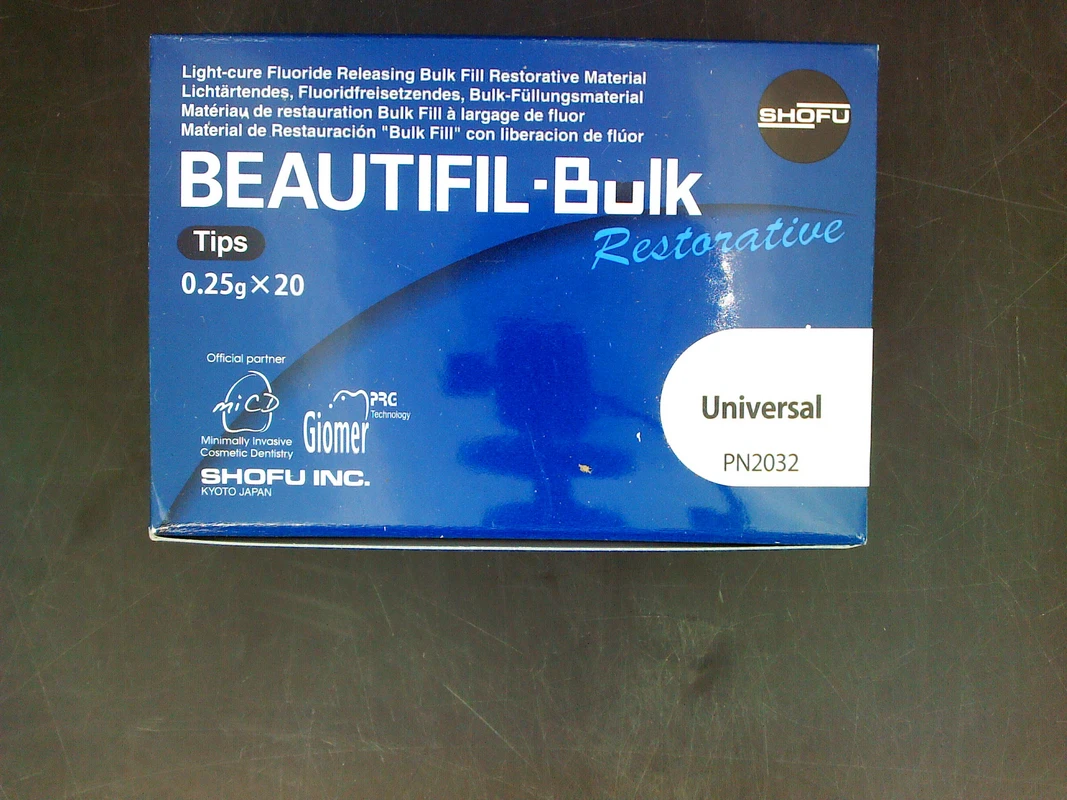 Light-cure Fluoride Releasing Bulk Fill Restorative Material
Lichtärtendes, Fluoridfreisetzendes, Bulk-Füllungsmaterial
Matériau de restauration Bulk Fill à largage de fluor
Material de Restauración "Bulk Fill" con liberacion de flúor
SHOFU
BEAUTIFIL-Bulk
Restorative
Tips
0.25g×20
Official partner
miCD
Minimally Invasive
Cosmetic Dentistry
Giomer
PRG
Technology
SHOFU INC.
KYOTO JAPAN
Universal
PN2032